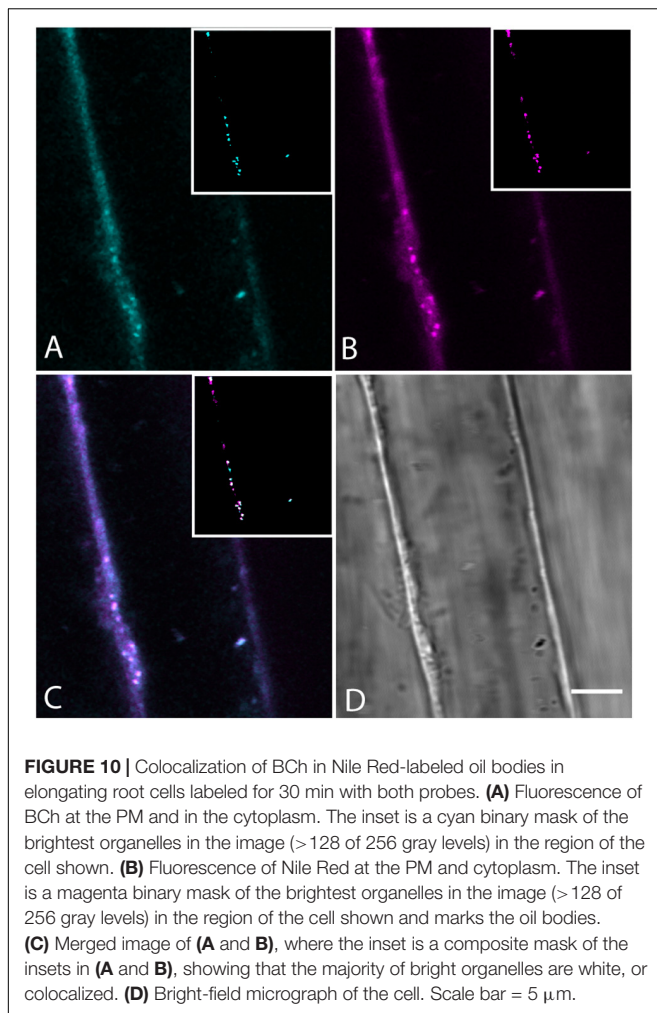 A
B
C
D
FIGURE 10 | Colocalization of BCh in Nile Red-labeled oil bodies in
elongating root cells labeled for 30 min with both probes. (A) Fluorescence of
BCh at the PM and in the cytoplasm. The inset is a cyan binary mask of the
brightest organelles in the image (>128 of 256 gray levels) in the region of the
cell shown. (B) Fluorescence of Nile Red at the PM and cytoplasm. The inset
is a magenta binary mask of the brightest organelles in the image (>128 of
256 gray levels) in the region of the cell shown and marks the oil bodies.
(C) Merged image of (A and B), where the inset is a composite mask of the
insets in (A and B), showing that the majority of bright organelles are white, or
colocalized. (D) Bright-field micrograph of the cell. Scale bar = 5 μm.